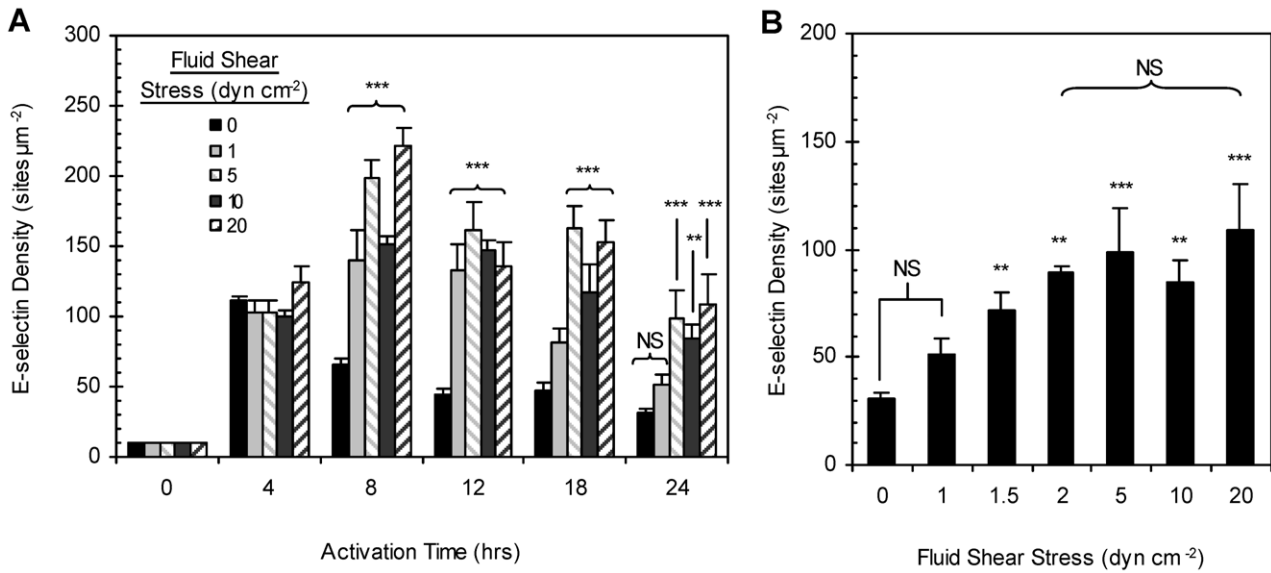 A
300
250
200
150
100
50
0
E-selectin Density (sites µm-2)
Fluid Shear
Stress (dyn cm-2)
0
1
5
10
20
***
***
***
NS
***
**
***
0 4 8 12 18 24
Activation Time (hrs)
B
200
150
100
50
0
E-selectin Density (sites µm-2)
NS
NS
**
**
***
**
***
0 1 1.5 2 5 10 20
Fluid Shear Stress (dyn cm-2)